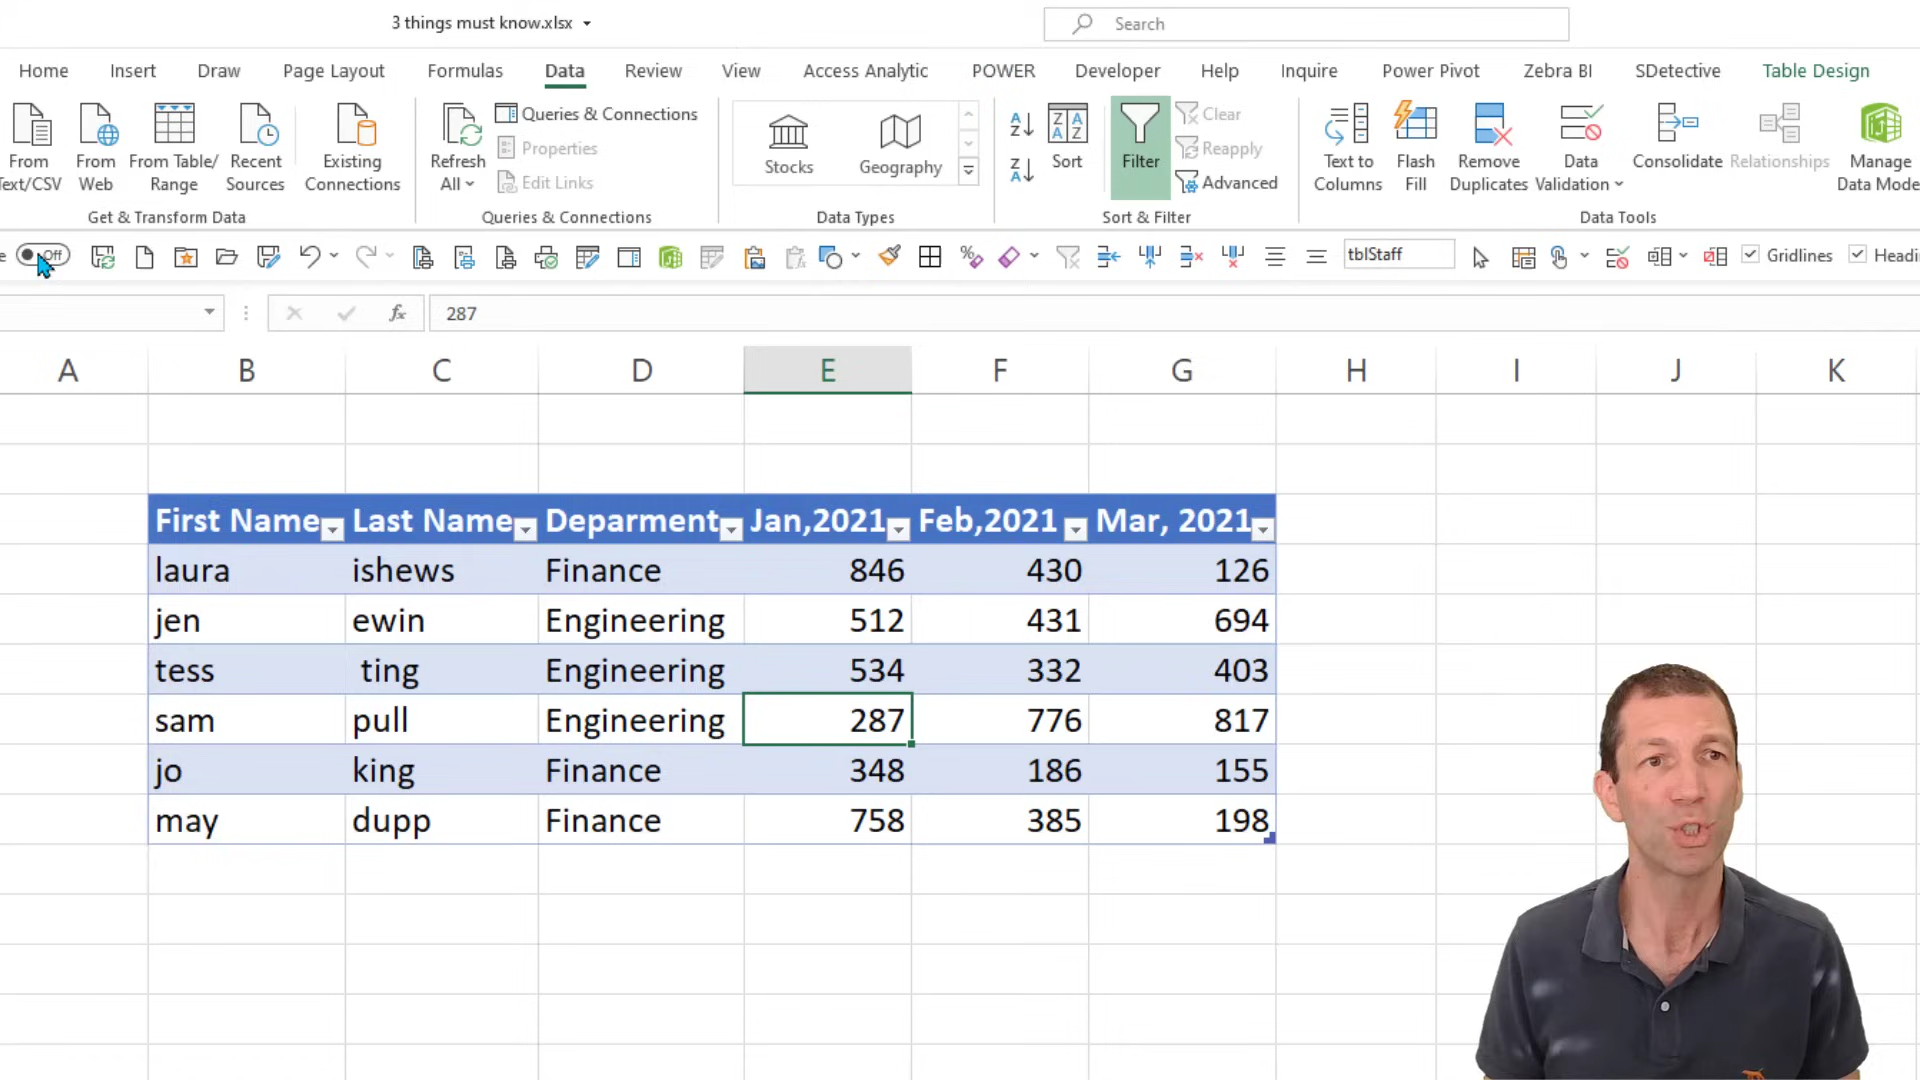 3 things must know.xlsx
Search
Home Insert Draw Page Layout Formulas Data Review View Access Analytic POWER Developer Help Inquire Power Pivot Zebra BI SDetective Table Design
From Text/CSV
From Web
From Table/ Range
Recent Sources
Existing Connections
Get & Transform Data
Refresh All
Queries & Connections
Properties
Edit Links
Queries & Connections
Stocks
Geography
Data Types
Sort
Filter
Clear
Reapply
Advanced
Sort & Filter
Text to Columns
Flash Fill
Remove Duplicates
Data Validation
Consolidate
Relationships
Manage Data Mode
Data Tools
e Off tblStaff Gridlines Headi
fx 287
A B C D E F G H I J K
First Name Last Name Deparment Jan,2021 Feb,2021 Mar, 2021
laura ishews Finance 846 430 126
jen ewin Engineering 512 431 694
tess ting Engineering 534 332 403
sam pull Engineering 287 776 817
jo king Finance 348 186 155
may dupp Finance 758 385 198